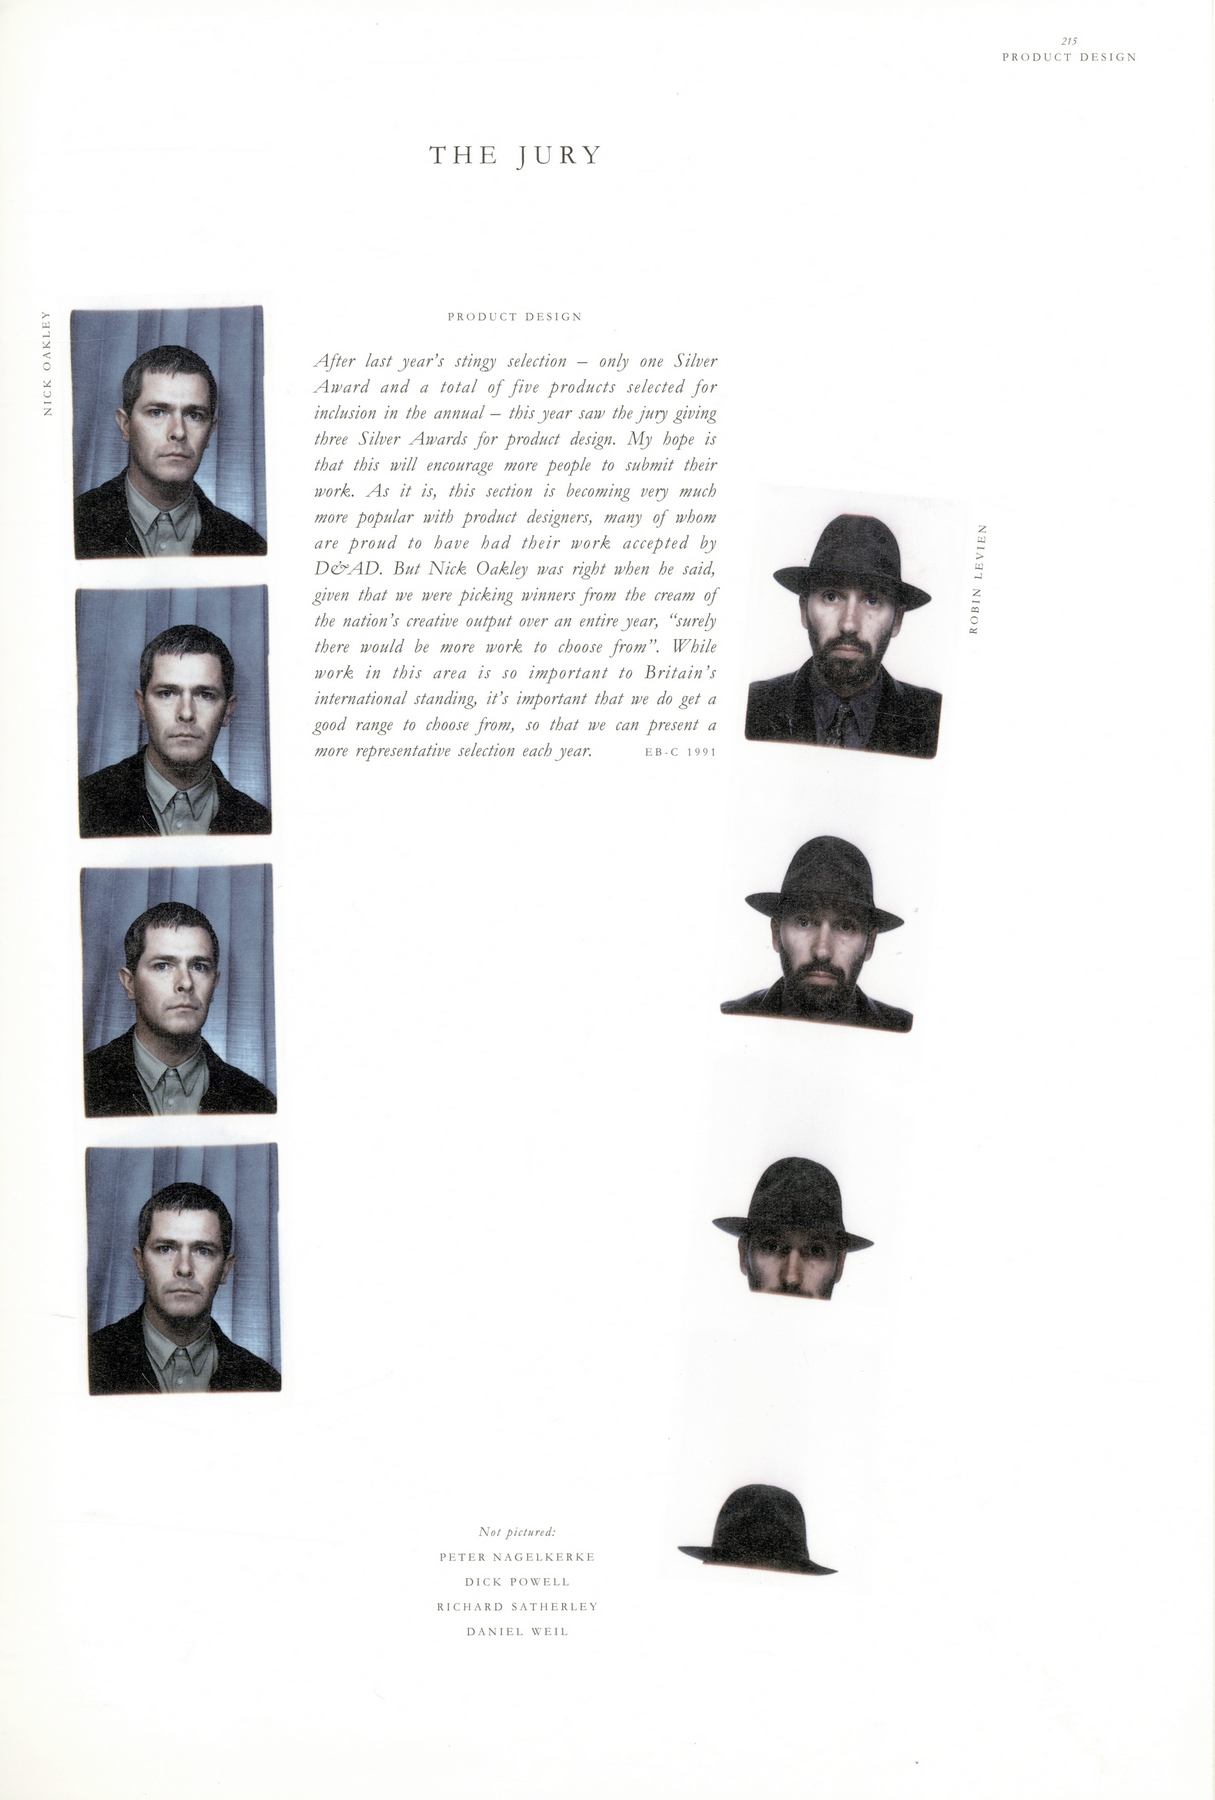 215
PRODUCT DESIGN
THE JURY
NICK OAKLEY
PRODUCT DESIGN
After last year's stingy selection – only one Silver
Award and a total of five products selected for
inclusion in the annual – this year saw the jury giving
three Silver Awards for product design. My hope is
that this will encourage more people to submit their
work. As it is, this section is becoming very much
more popular with product designers, many of whom
are proud to have had their work accepted by
D&AD. But Nick Oakley was right when he said,
given that we were picking winners from the cream of
the nation's creative output over an entire year, “surely
there would be more work to choose from”. While
work in this area is so important to Britain's
international standing, it's important that we do get a
good range to choose from, so that we can present a
more representative selection each year. EB-C 1991
ROBIN LEVIEN
Not pictured:
PETER NAGELKERKE
DICK POWELL
RICHARD SATHERLEY
DANIEL WEIL